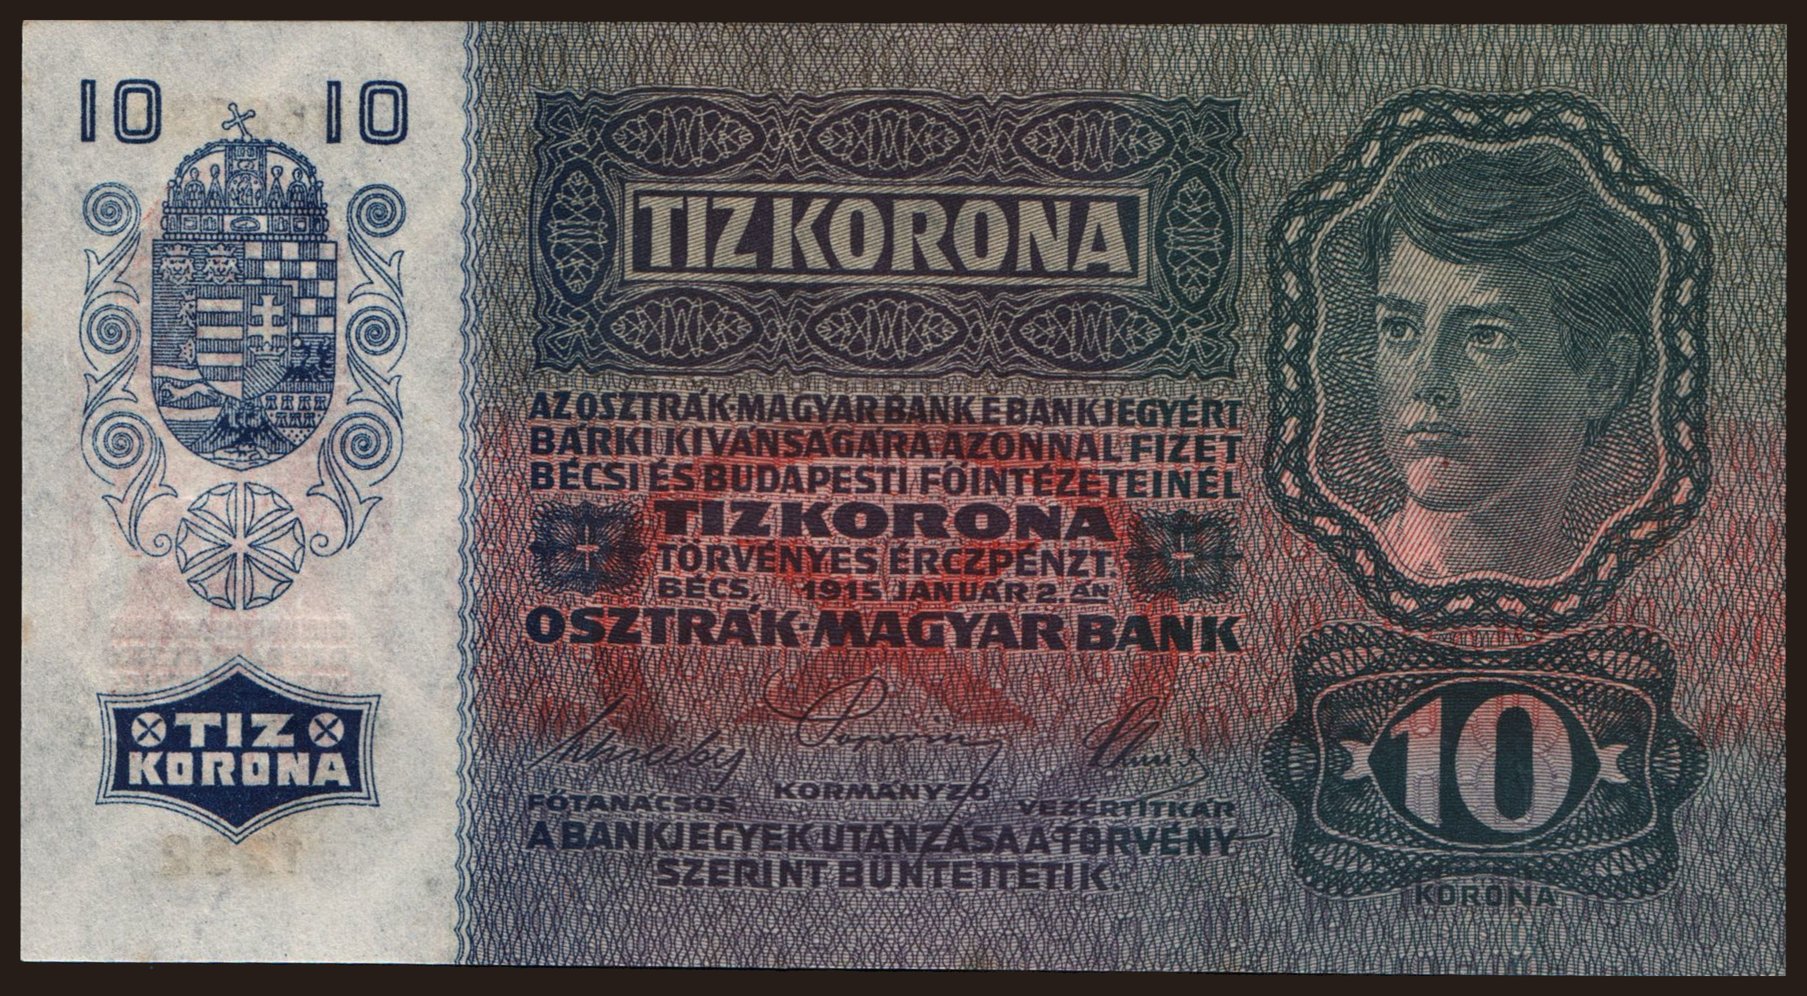 10 10
TIZ KORONA
AZ OSZTRÁK-MAGYAR BANK E BANKJEGYÉRT
BÁRKI KIVÁNSÁGÁRA AZONNAL FIZET
BÉCSI ÉS BUDAPESTI FŐINTÉZETEINÉL
TIZ KORONA
TÖRVÉNYES ÉRCZPÉNZT.
BÉCS, 1915 JANUÁR 2.ÁN
OSZTRÁK-MAGYAR BANK
FŐTANÁCSOS KORMÁNYZÓ VEZÉRTITKÁR
A BANKJEGYEK UTÁNZÁSA A TÖRVÉNY
SZERINT BÜNTETTETIK.
TIZ
KORONA
10
KORONA